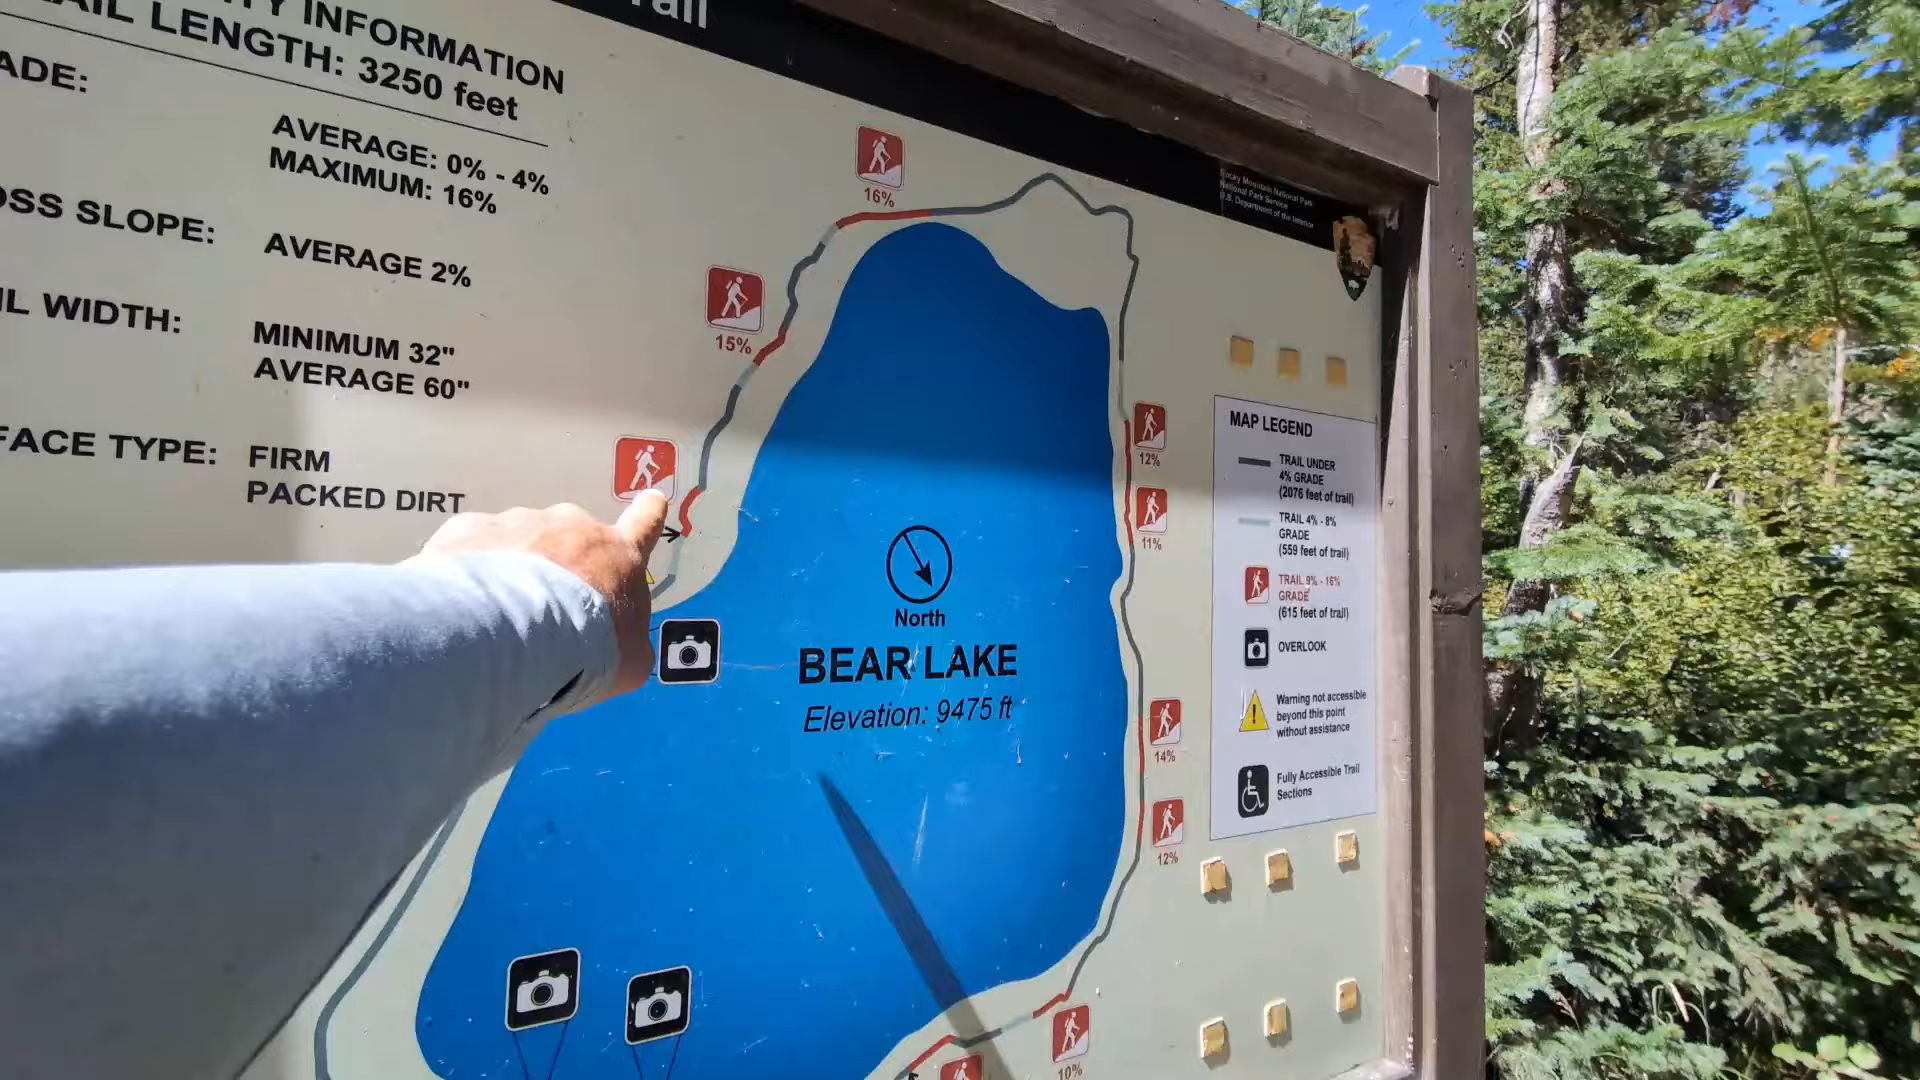 TY INFORMATION
AIL LENGTH: 3250 feet
ADE:
AVERAGE: 0% - 4%
MAXIMUM: 16%
OSS SLOPE:
AVERAGE 2%
IL WIDTH:
MINIMUM 32"
AVERAGE 60"
FACE TYPE:
FIRM
PACKED DIRT
rail
Rocky Mountain National Park
National Park Service
U.S. Department of the Interior
16%
15%
12%
11%
North
BEAR LAKE
Elevation: 9475 ft
14%
12%
10%
MAP LEGEND
TRAIL UNDER
4% GRADE
(2076 feet of trail)
TRAIL 4% - 8%
GRADE
(559 feet of trail)
TRAIL 9% - 16%
GRADE
(615 feet of trail)
OVERLOOK
Warning not accessible
beyond this point
without assistance
Fully Accessible Trail
Sections